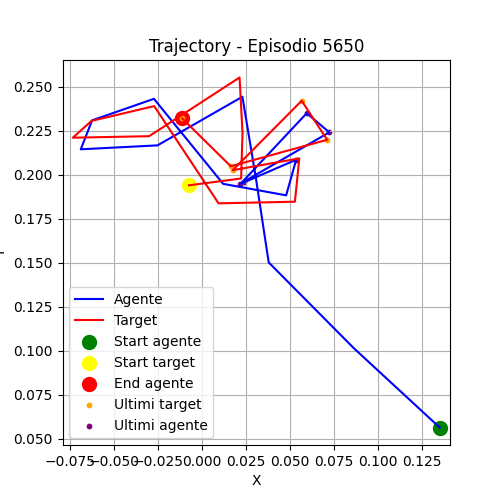 Trajectory - Episodio 5650
0.250
0.225
0.200
0.175
0.150
0.125
0.100
0.075
0.050
Agente
Target
Start agente
Start target
End agente
Ultimi target
Ultimi agente
−0.075 −0.050 −0.025 0.000 0.025 0.050 0.075 0.100 0.125
X